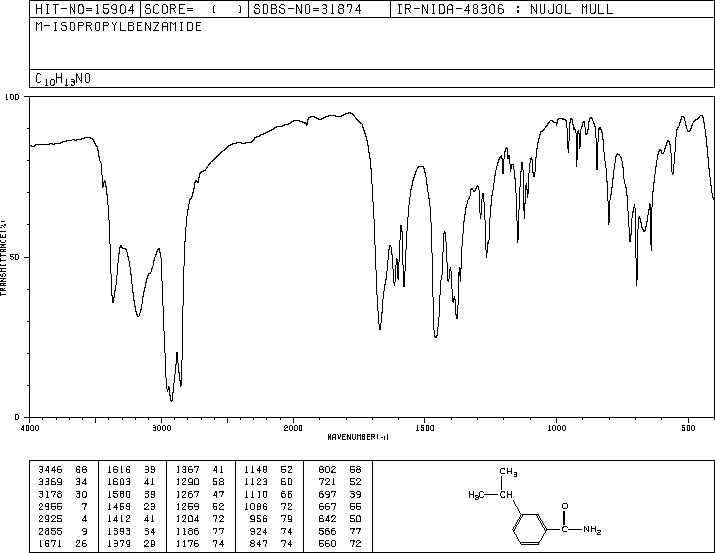 HIT-NO=15904 SCORE= ( ) SDBS-NO=31874 IR-NIDA-48306 : NUJOL MULL
M-ISOPROPYLBENZAMIDE
C10H13NO
100
50
0
TRANSMITTANCE(%)
4000 3000 2000 1500 1000 500
WAVENUMBER(-1)
3446 68 1616 39 1367 41 1148 52 802 58
3369 34 1603 41 1290 58 1123 60 721 52
3178 30 1580 39 1267 47 1110 66 697 39
2955 7 1459 23 1259 52 1086 72 667 55
2925 4 1412 41 1204 72 956 79 642 50
2855 9 1393 34 1186 77 924 74 566 77
1671 26 1379 29 1176 74 847 74 560 72
CH3
H3C
O
C
NH2